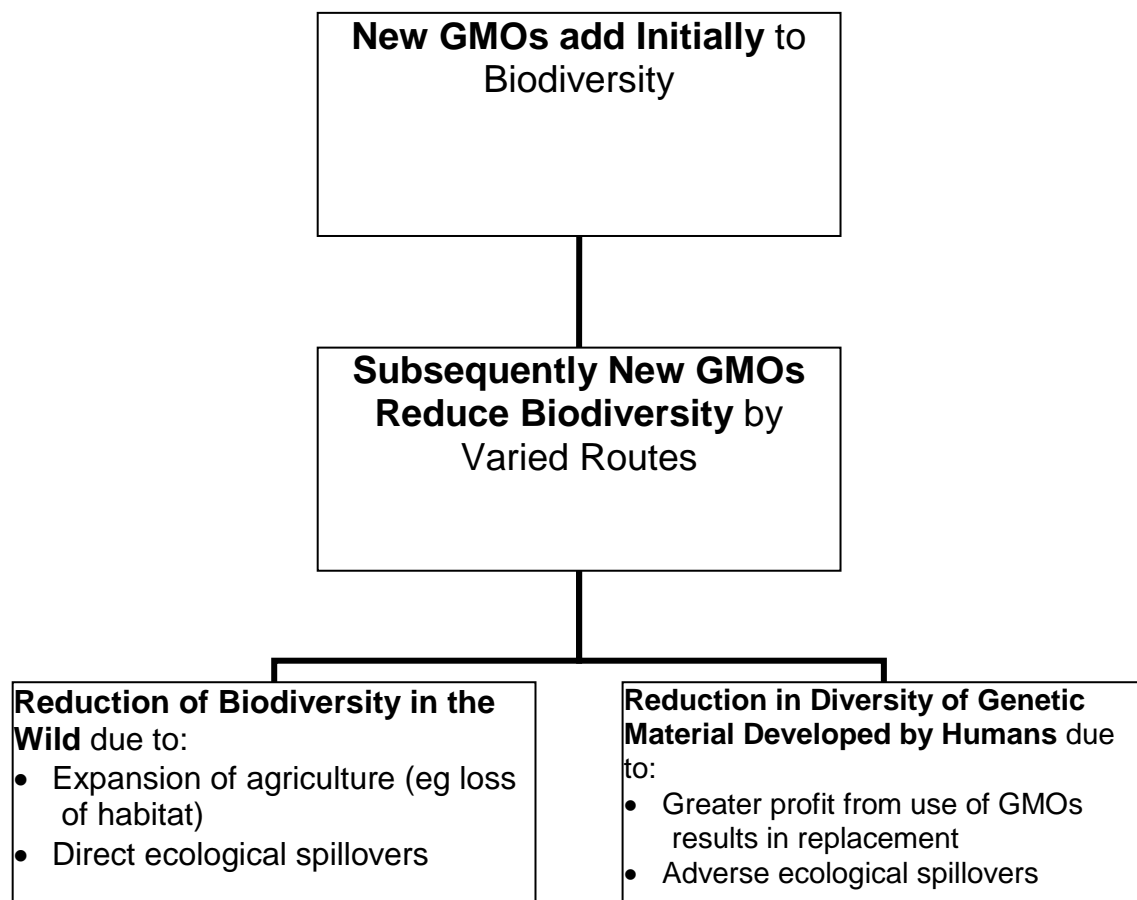 New GMOs add Initially to
Biodiversity
Subsequently New GMOs
Reduce Biodiversity by
Varied Routes
Reduction of Biodiversity in the
Wild due to:
• Expansion of agriculture (eg loss
of habitat)
• Direct ecological spillovers
Reduction in Diversity of Genetic
Material Developed by Humans due
to:
• Greater profit from use of GMOs
results in replacement
• Adverse ecological spillovers